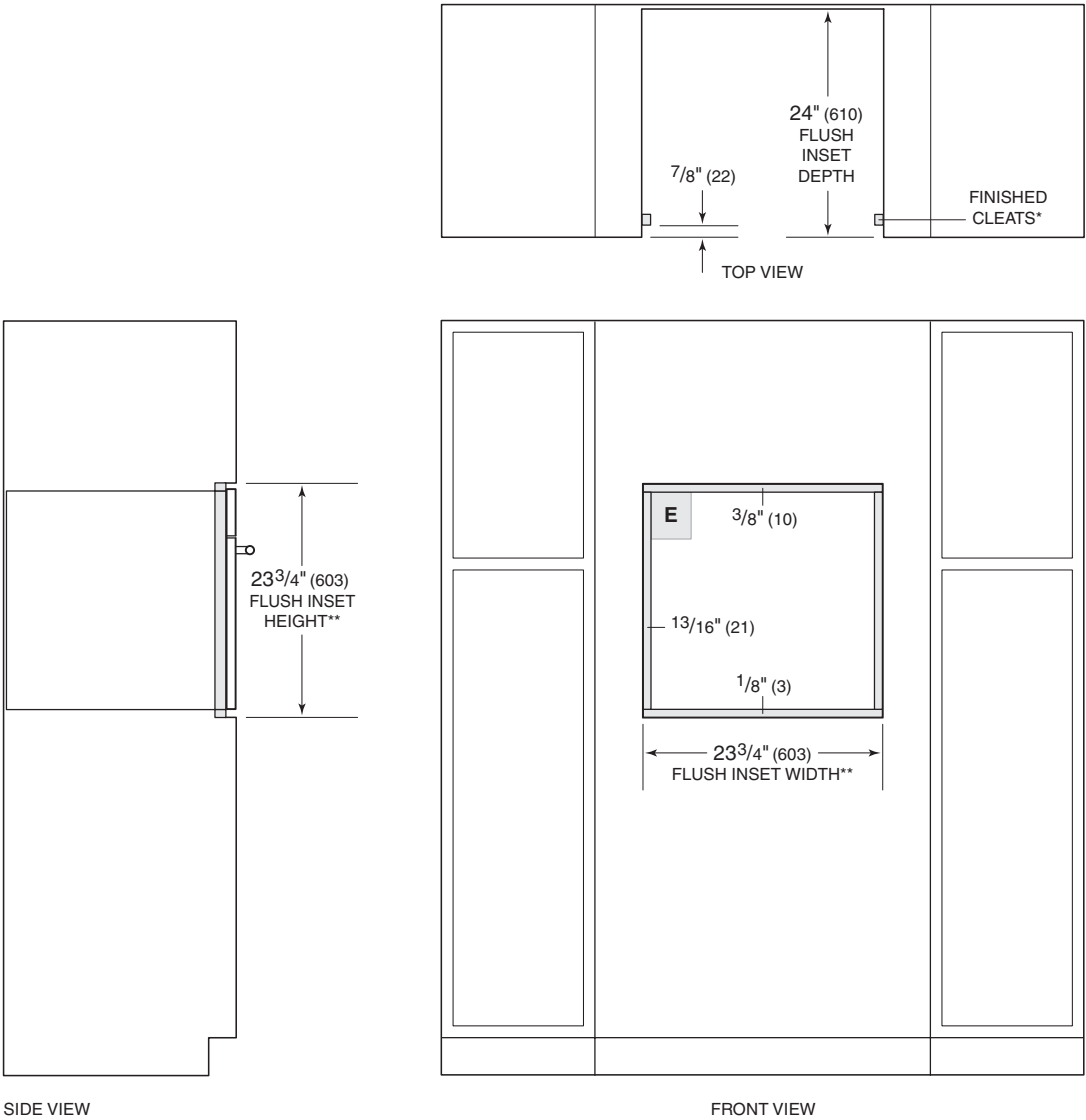 24" (610)
FLUSH
INSET
DEPTH
7/8" (22)
FINISHED
CLEATS*
TOP VIEW
E
3/8" (10)
23 3/4" (603)
FLUSH INSET
HEIGHT**
13/16" (21)
1/8" (3)
23 3/4" (603)
FLUSH INSET WIDTH**
SIDE VIEW
FRONT VIEW